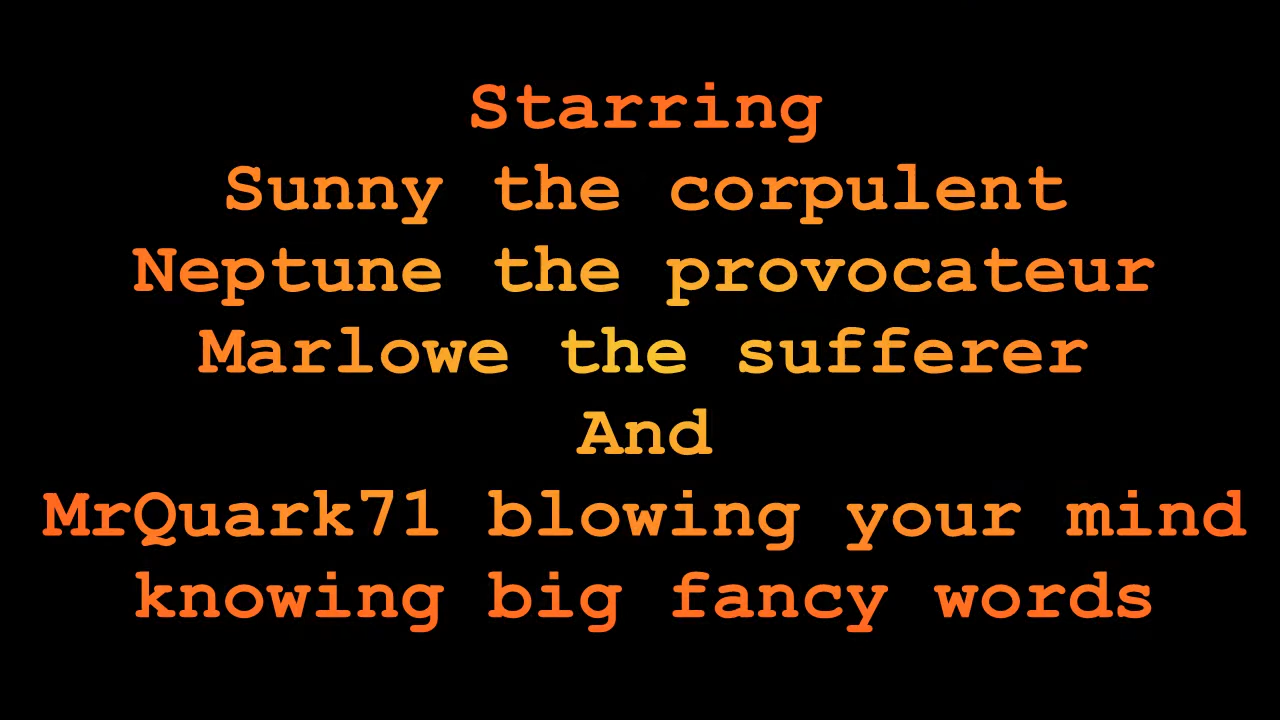 Starring
Sunny the corpulent
Neptune the provocateur
Marlowe the sufferer
And
MrQuark71 blowing your mind
knowing big fancy words